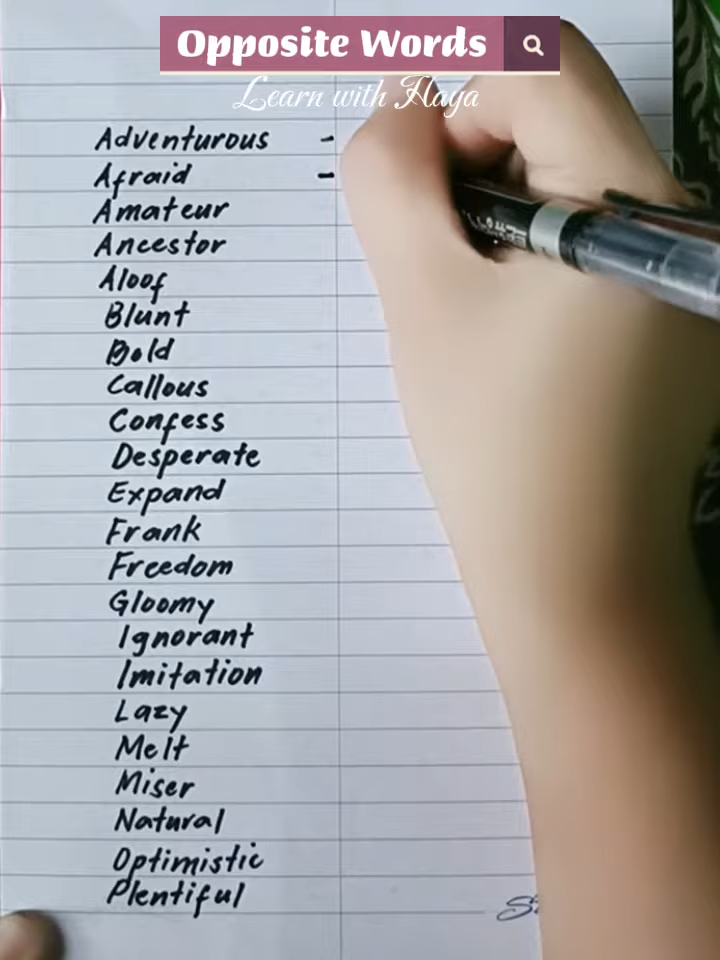 Opposite Words
Learn with Haya
Adventurous -
Afraid -
Amateur
Ancestor
Aloof
Blunt
Bold
Callous
Confess
Desperate
Expand
Frank
Freedom
Gloomy
Ignorant
Imitation
Lazy
Melt
Miser
Natural
Optimistic
Plentiful